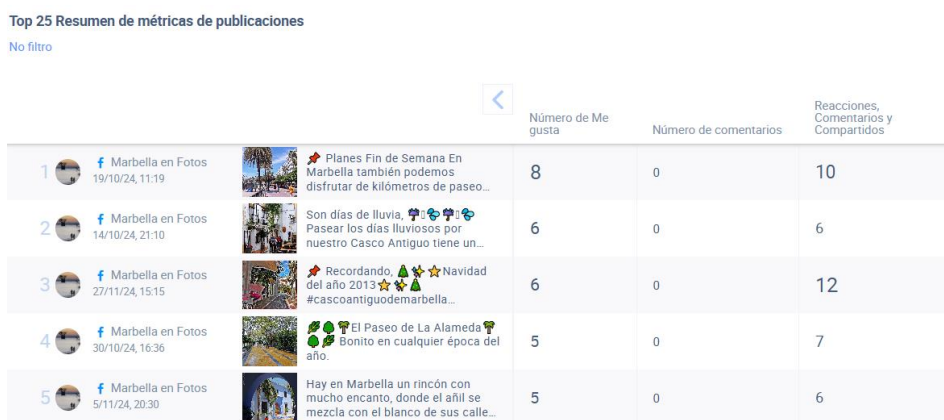 Top 25 Resumen de métricas de publicaciones
No filtro
Número de Me
gusta
Número de comentarios
Reacciones,
Comentarios y
Compartidos
1
Marbella en Fotos
19/10/24, 11:19
📌 Planes Fin de Semana En
Marbella también podemos
disfrutar de kilómetros de paseo...
8
0
10
2
Marbella en Fotos
14/10/24, 21:10
Son días de lluvia,
Pasear los días lluviosos por
nuestro Casco Antiguo tiene un...
6
0
6
3
Marbella en Fotos
27/11/24, 15:15
📌 Recordando, 🎄✨⭐Navidad
del año 2013⭐✨🎄
#cascoantiguodemarbella...
6
0
12
4
Marbella en Fotos
30/10/24, 16:36
🌿🌳🌴El Paseo de La Alameda🌴
🌳🌿 Bonito en cualquier época del
año.
5
0
7
5
Marbella en Fotos
5/11/24, 20:30
Hay en Marbella un rincón con
mucho encanto, donde el añil se
mezcla con el blanco de sus calle...
5
0
6